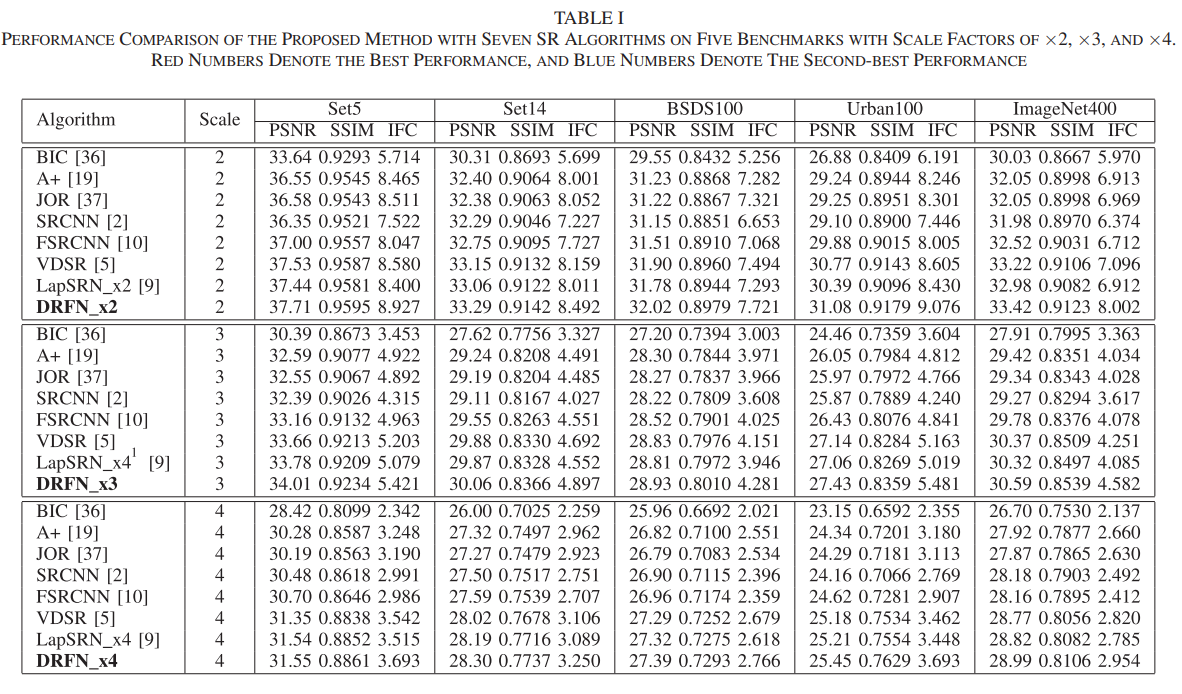 TABLE I
PERFORMANCE COMPARISON OF THE PROPOSED METHOD WITH SEVEN SR ALGORITHMS ON FIVE BENCHMARKS WITH SCALE FACTORS OF ×2, ×3, AND ×4.
RED NUMBERS DENOTE THE BEST PERFORMANCE, AND BLUE NUMBERS DENOTE THE SECOND-BEST PERFORMANCE
Algorithm Scale Set5 Set14 BSDS100 Urban100 ImageNet400
PSNR SSIM IFC PSNR SSIM IFC PSNR SSIM IFC PSNR SSIM IFC PSNR SSIM IFC
BIC [36] 2 33.64 0.9293 5.714 30.31 0.8693 5.699 29.55 0.8432 5.256 26.88 0.8409 6.191 30.03 0.8667 5.970
A+ [19] 2 36.55 0.9545 8.465 32.40 0.9064 8.001 31.23 0.8868 7.282 29.24 0.8944 8.246 32.05 0.8998 6.913
JOR [37] 2 36.58 0.9543 8.511 32.38 0.9063 8.052 31.22 0.8867 7.321 29.25 0.8951 8.301 32.05 0.8998 6.969
SRCNN [2] 2 36.35 0.9521 7.522 32.29 0.9046 7.227 31.15 0.8851 6.653 29.10 0.8900 7.446 31.98 0.8970 6.374
FSRCNN [10] 2 37.00 0.9557 8.047 32.75 0.9095 7.727 31.51 0.8910 7.068 29.88 0.9015 8.005 32.52 0.9031 6.712
VDSR [5] 2 37.53 0.9587 8.580 33.15 0.9132 8.159 31.90 0.8960 7.494 30.77 0.9143 8.605 33.22 0.9106 7.096
LapSRN_x2 [9] 2 37.44 0.9581 8.400 33.06 0.9122 8.011 31.78 0.8944 7.293 30.39 0.9096 8.430 32.98 0.9082 6.912
DRFN_x2 2 37.71 0.9595 8.927 33.29 0.9142 8.492 32.02 0.8979 7.721 31.08 0.9179 9.076 33.42 0.9123 8.002
BIC [36] 3 30.39 0.8673 3.453 27.62 0.7756 3.327 27.20 0.7394 3.003 24.46 0.7359 3.604 27.91 0.7995 3.363
A+ [19] 3 32.59 0.9077 4.922 29.24 0.8208 4.491 28.30 0.7844 3.971 26.05 0.7984 4.812 29.42 0.8351 4.034
JOR [37] 3 32.55 0.9067 4.892 29.19 0.8204 4.485 28.27 0.7837 3.966 25.97 0.7972 4.766 29.34 0.8343 4.028
SRCNN [2] 3 32.39 0.9026 4.315 29.11 0.8167 4.027 28.22 0.7809 3.608 25.87 0.7889 4.240 29.27 0.8294 3.617
FSRCNN [10] 3 33.16 0.9132 4.963 29.55 0.8263 4.551 28.52 0.7901 4.025 26.43 0.8076 4.841 29.78 0.8376 4.078
VDSR [5] 3 33.66 0.9213 5.203 29.88 0.8330 4.692 28.83 0.7976 4.151 27.14 0.8284 5.163 30.37 0.8509 4.251
LapSRN_x4¹ [9] 3 33.78 0.9209 5.079 29.87 0.8328 4.552 28.81 0.7972 3.946 27.06 0.8269 5.019 30.32 0.8497 4.085
DRFN_x3 3 34.01 0.9234 5.421 30.06 0.8366 4.897 28.93 0.8010 4.281 27.43 0.8359 5.481 30.59 0.8539 4.582
BIC [36] 4 28.42 0.8099 2.342 26.00 0.7025 2.259 25.96 0.6692 2.021 23.15 0.6592 2.355 26.70 0.7530 2.137
A+ [19] 4 30.28 0.8587 3.248 27.32 0.7497 2.962 26.82 0.7100 2.551 24.34 0.7201 3.180 27.92 0.7877 2.660
JOR [37] 4 30.19 0.8563 3.190 27.27 0.7479 2.923 26.79 0.7083 2.534 24.29 0.7181 3.113 27.87 0.7865 2.630
SRCNN [2] 4 30.48 0.8618 2.991 27.50 0.7517 2.751 26.90 0.7115 2.396 24.16 0.7066 2.769 28.18 0.7903 2.492
FSRCNN [10] 4 30.70 0.8646 2.986 27.59 0.7539 2.707 26.96 0.7174 2.359 24.62 0.7281 2.907 28.16 0.7895 2.412
VDSR [5] 4 31.35 0.8838 3.542 28.02 0.7678 3.106 27.29 0.7252 2.679 25.18 0.7534 3.462 28.77 0.8056 2.820
LapSRN_x4 [9] 4 31.54 0.8852 3.515 28.19 0.7716 3.089 27.32 0.7275 2.618 25.21 0.7554 3.448 28.82 0.8082 2.785
DRFN_x4 4 31.55 0.8861 3.693 28.30 0.7737 3.250 27.39 0.7293 2.766 25.45 0.7629 3.693 28.99 0.8106 2.954